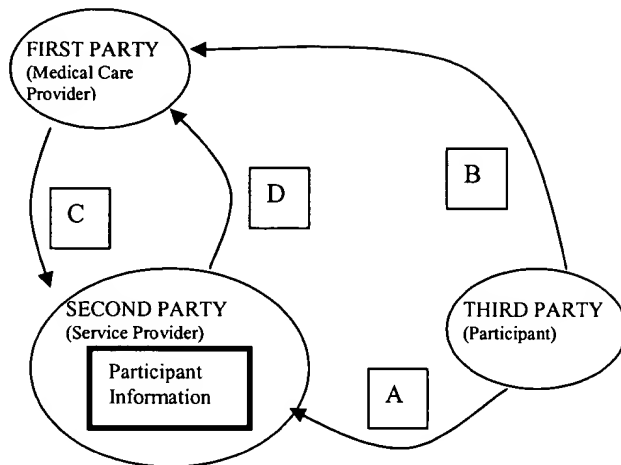 FIRST PARTY
(Medical Care
Provider)
B
D
C
SECOND PARTY
(Service Provider)
Participant
Information
THIRD PARTY
(Participant)
A